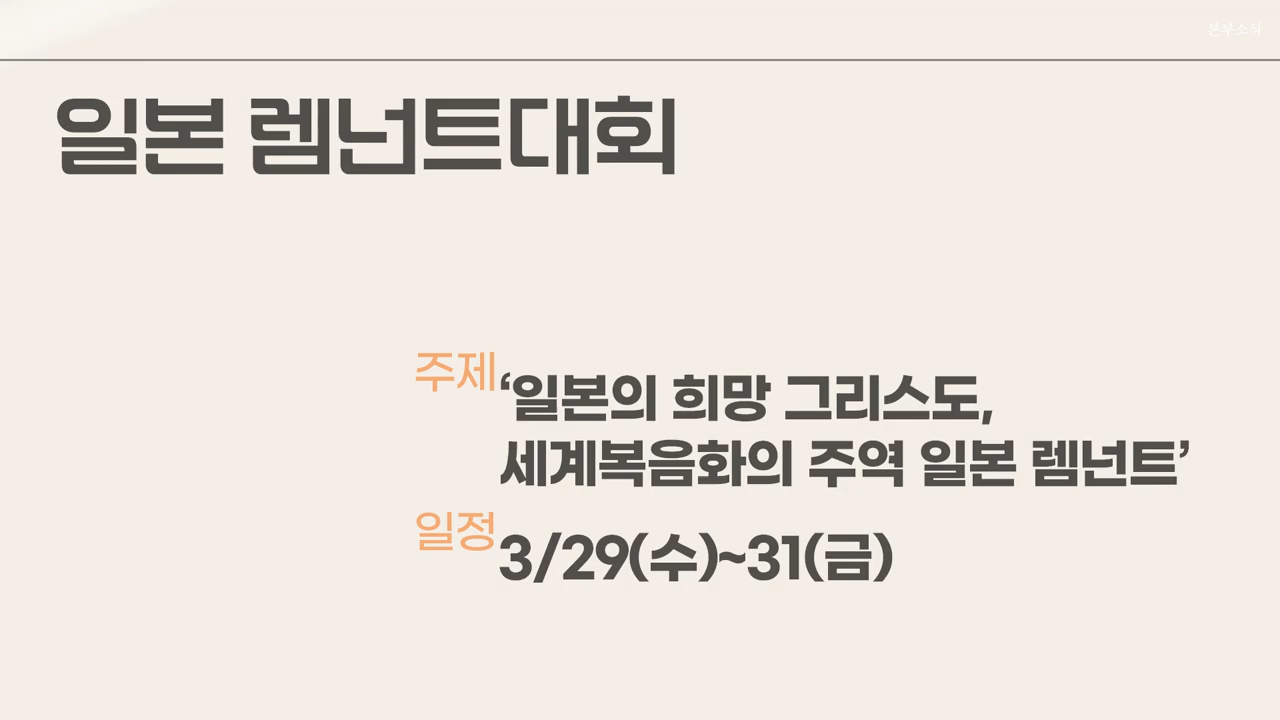 본부소식
일본 렘넌트대회
주제
‘일본의 희망 그리스도,
세계복음화의 주역 일본 렘넌트’
일정
3/29(수)~31(금)